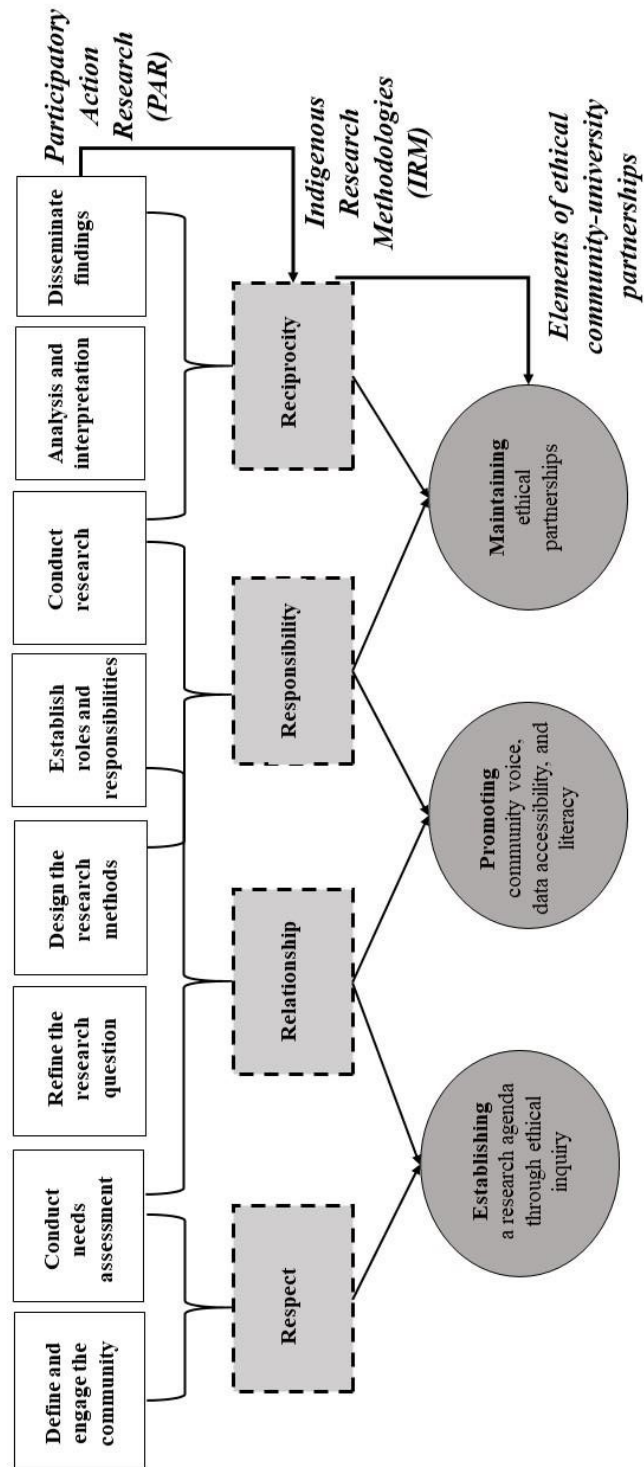 Define and
engage the
community
Conduct
needs
assessment
Refine the
research
question
Design the
research
methods
Establish
roles and
responsibilities
Conduct
research
Analysis and
interpretation
Disseminate
findings
Participatory
Action
Research
(PAR)
Respect
Relationship
Responsibility
Reciprocity
Indigenous
Research
Methodologies
(IRM)
Establishing
a research agenda
through ethical
inquiry
Promoting
community voice,
data accessibility, and
literacy
Maintaining
ethical
partnerships
Elements of ethical
community-university
partnerships